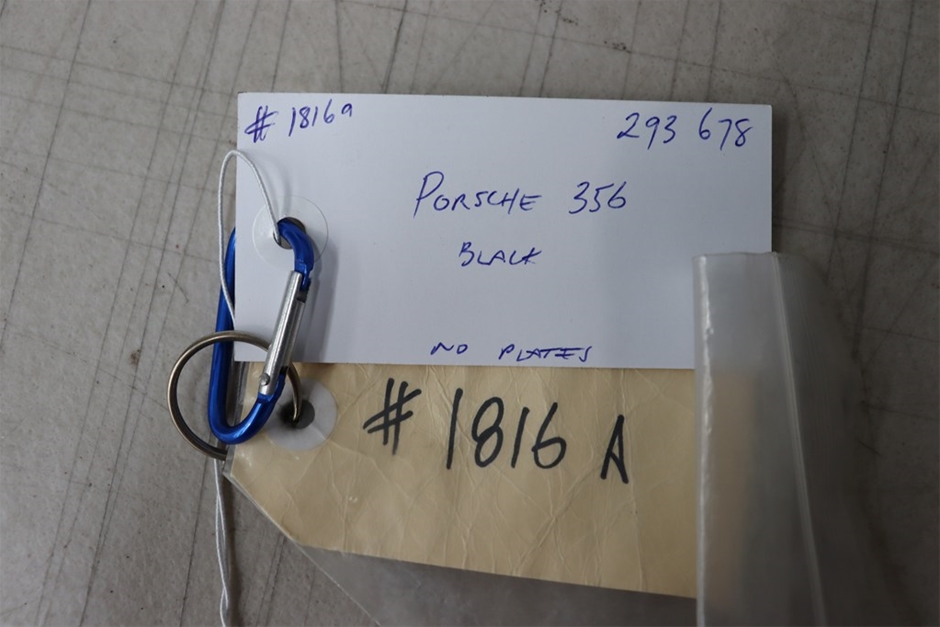 # 1816a
293 678
PORSCHE 356
BLACK
NO PLATES
# 1816 A